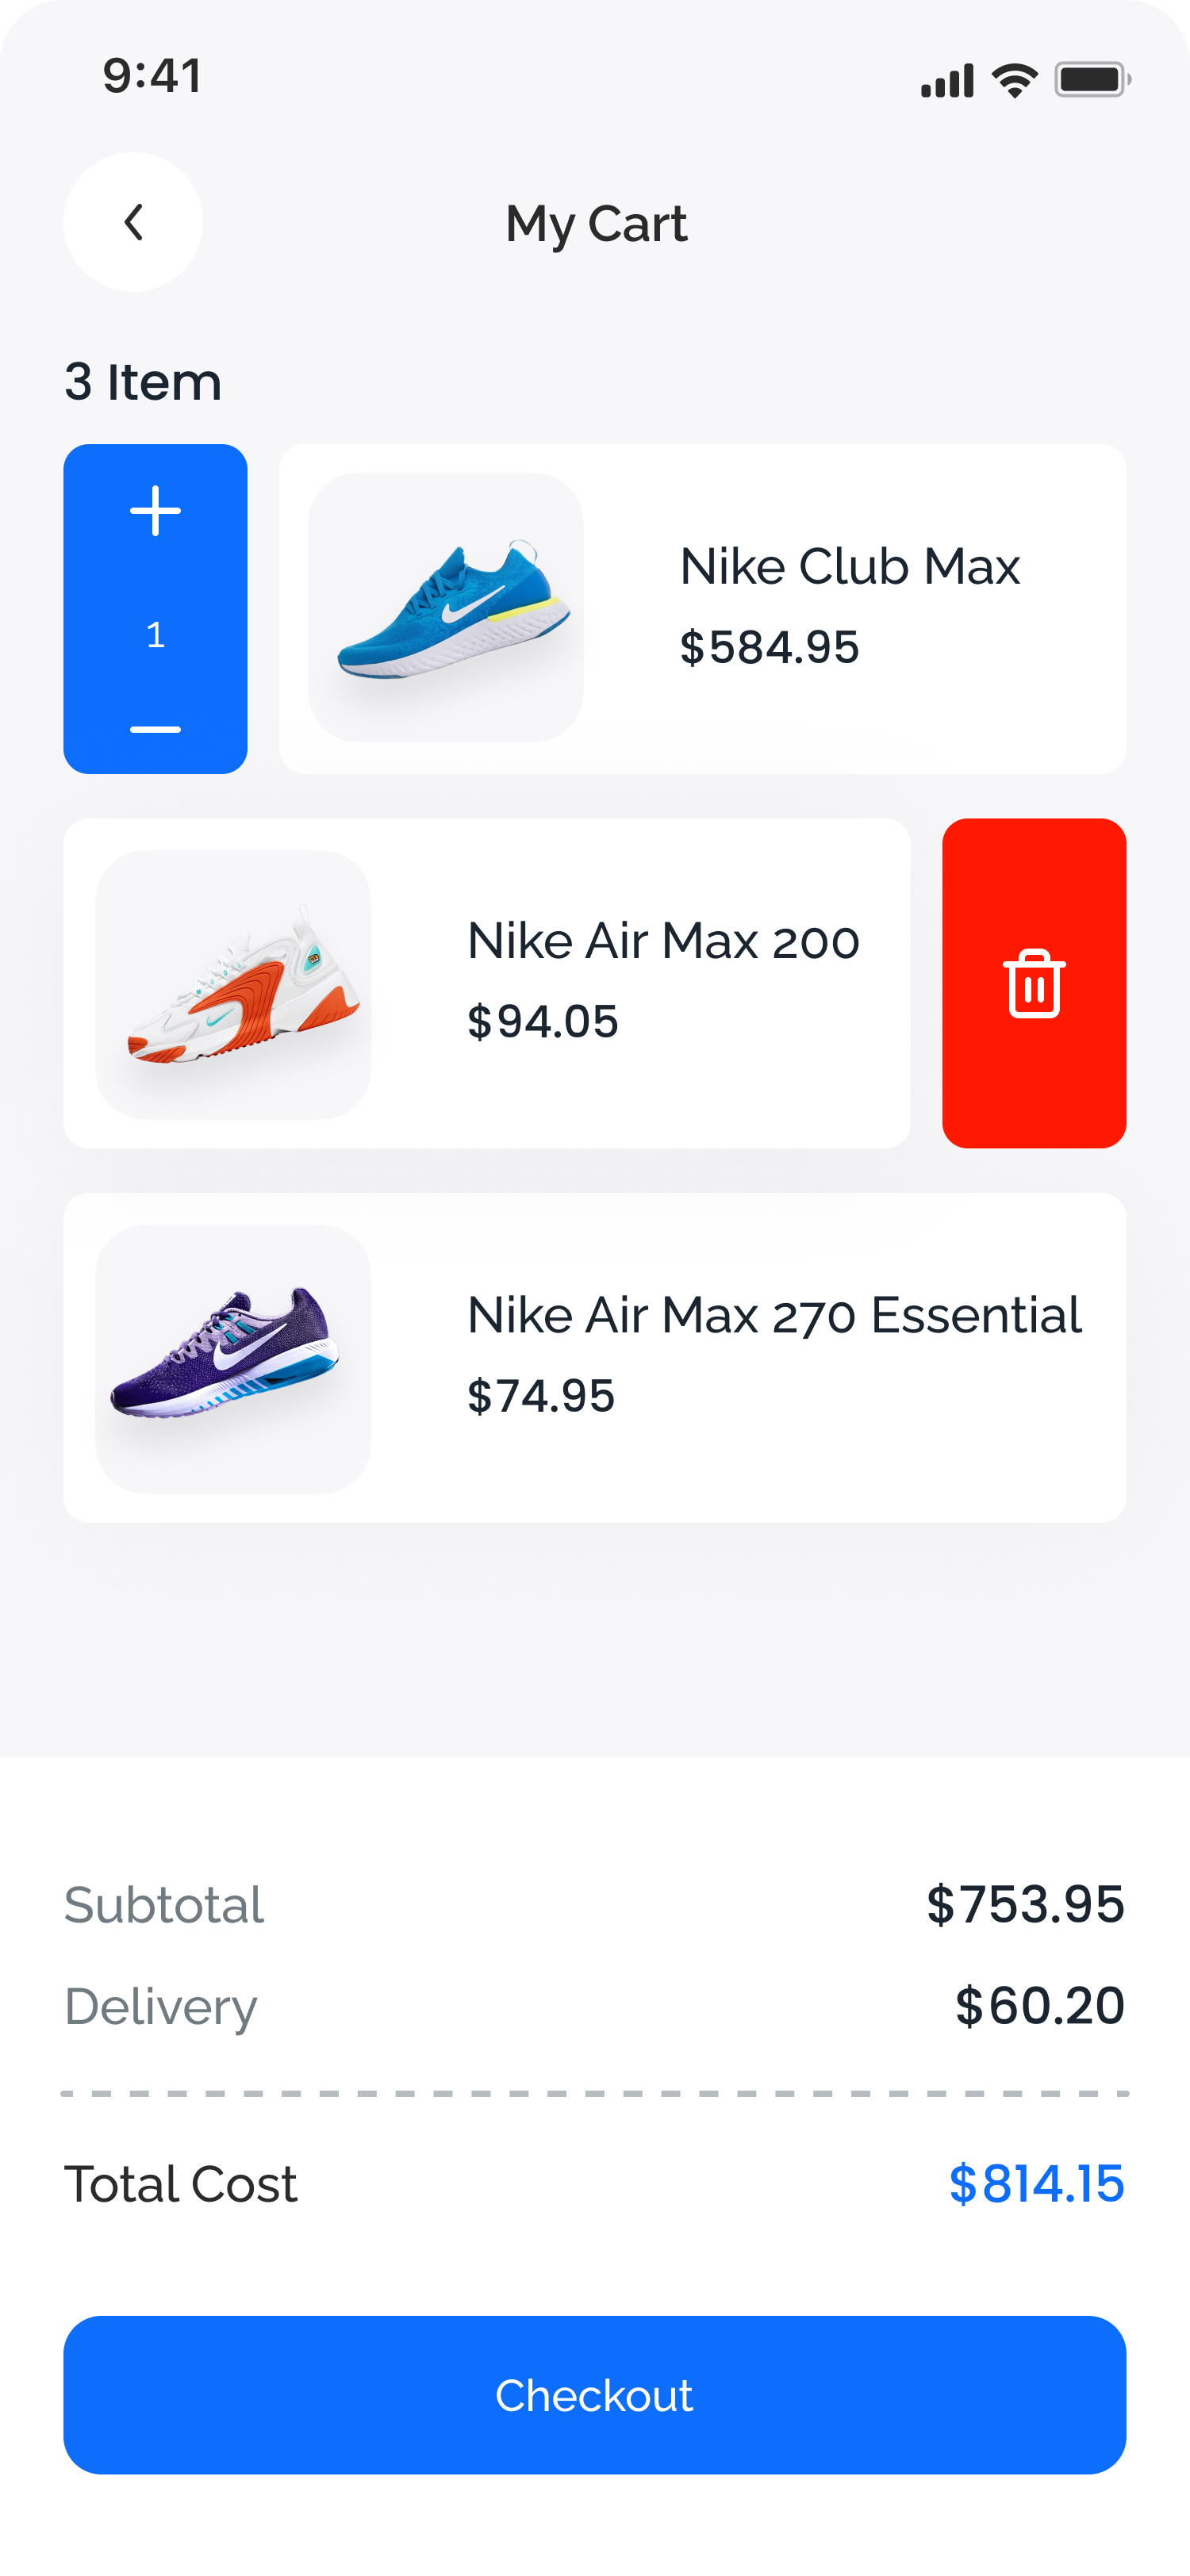 9:41
My Cart
3 Item
1
Nike Club Max
$584.95
Nike Air Max 200
$94.05
Nike Air Max 270 Essential
$74.95
Subtotal $753.95
Delivery $60.20
Total Cost $814.15
Checkout